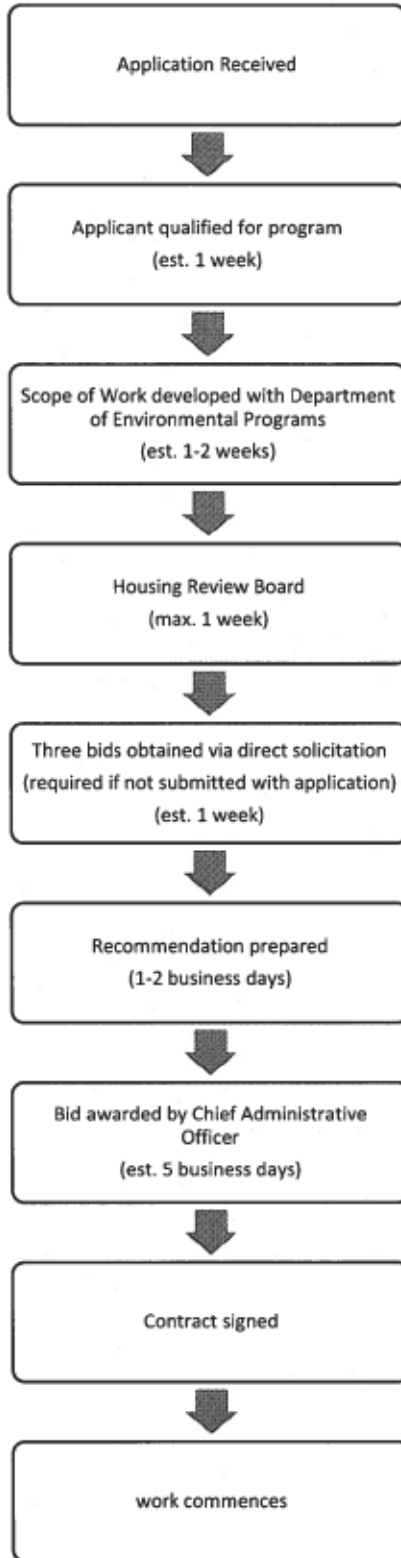 Application Received
Applicant qualified for program
(est. 1 week)
Scope of Work developed with Department
of Environmental Programs
(est. 1-2 weeks)
Housing Review Board
(max. 1 week)
Three bids obtained via direct solicitation
(required if not submitted with application)
(est. 1 week)
Recommendation prepared
(1-2 business days)
Bid awarded by Chief Administrative
Officer
(est. 5 business days)
Contract signed
work commences